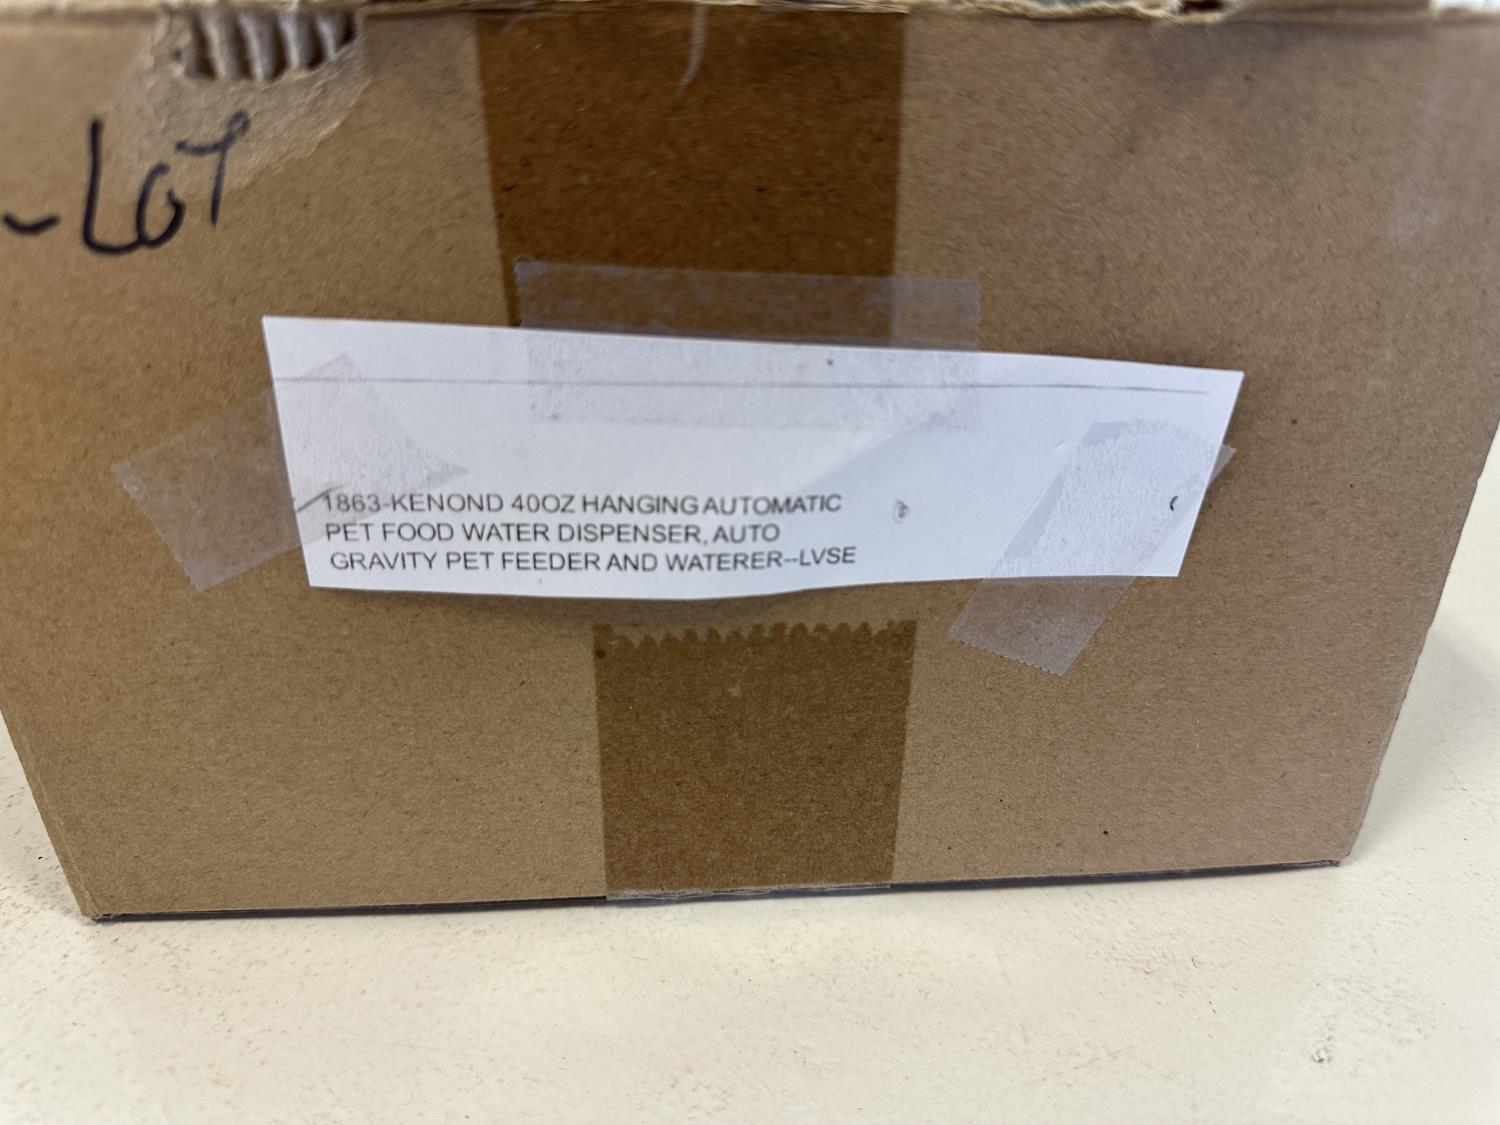 -LOT
1863-KENOND 40OZ HANGING AUTOMATIC
PET FOOD WATER DISPENSER, AUTO
GRAVITY PET FEEDER AND WATERER--LVSE